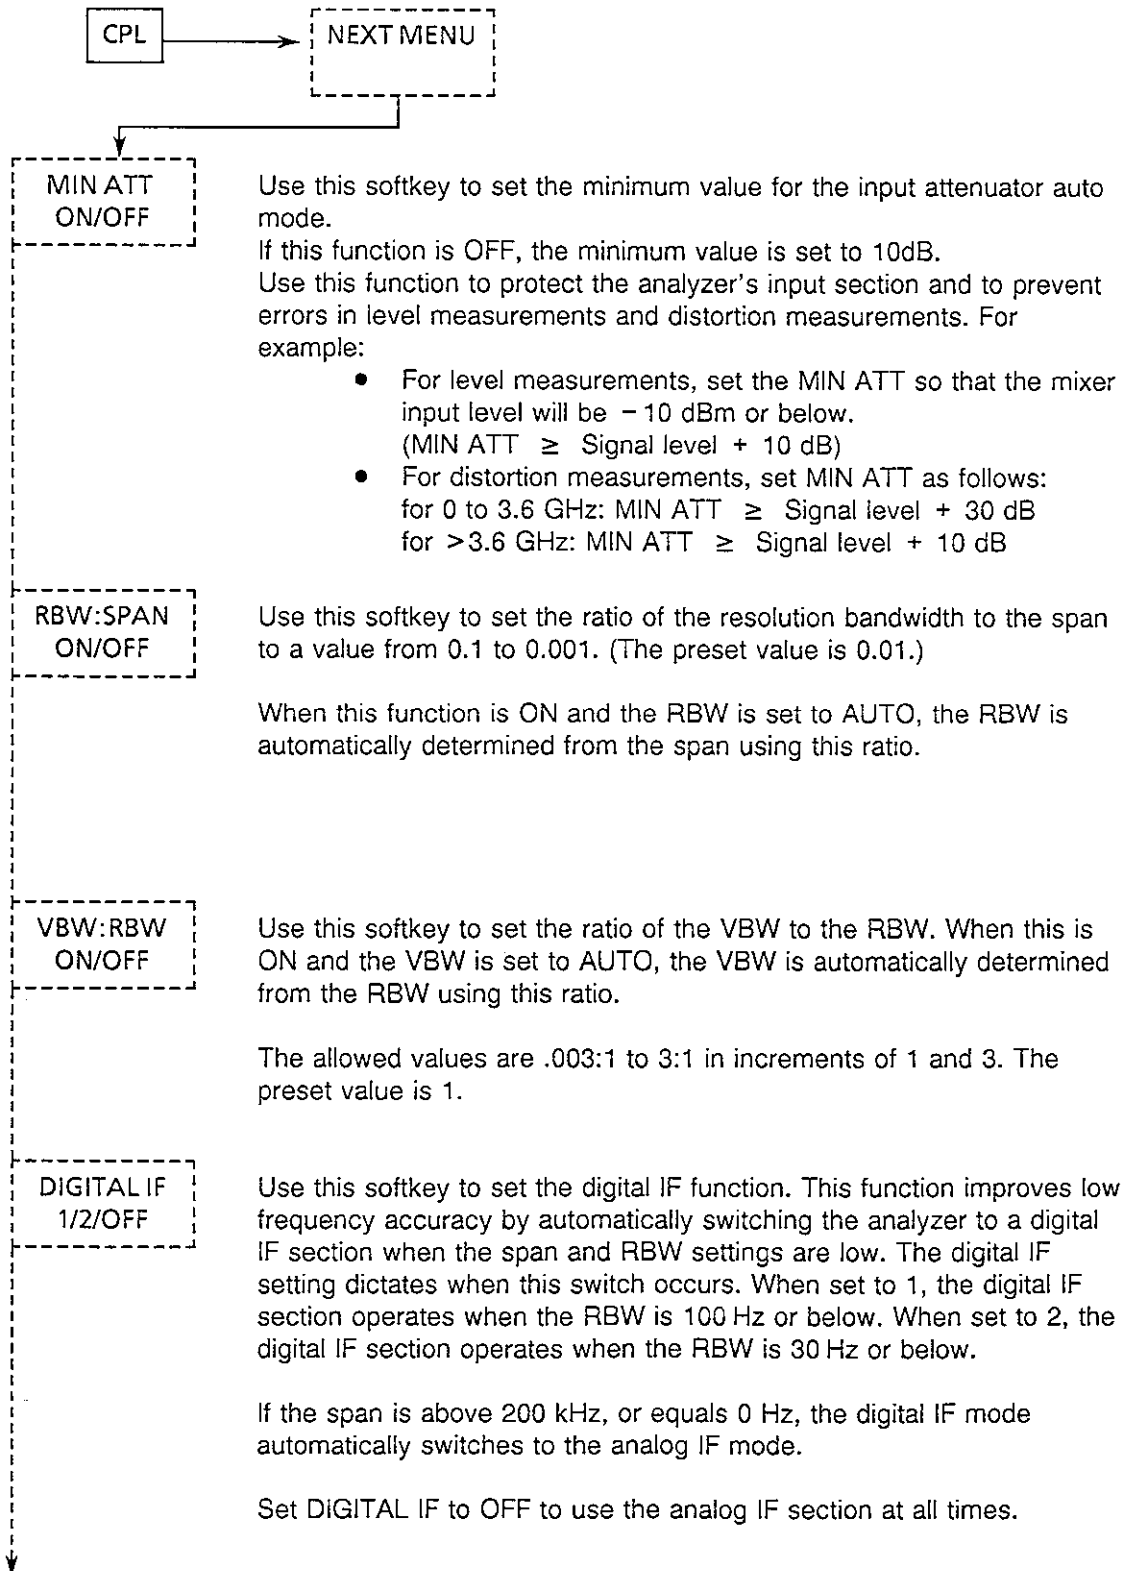 CPL
NEXT MENU
MIN ATT
ON/OFF
Use this softkey to set the minimum value for the input attenuator auto
mode.
If this function is OFF, the minimum value is set to 10dB.
Use this function to protect the analyzer's input section and to prevent
errors in level measurements and distortion measurements. For
example:
● For level measurements, set the MIN ATT so that the mixer
input level will be − 10 dBm or below.
(MIN ATT ≥ Signal level + 10 dB)
● For distortion measurements, set MIN ATT as follows:
for 0 to 3.6 GHz: MIN ATT ≥ Signal level + 30 dB
for >3.6 GHz: MIN ATT ≥ Signal level + 10 dB
RBW:SPAN
ON/OFF
Use this softkey to set the ratio of the resolution bandwidth to the span
to a value from 0.1 to 0.001. (The preset value is 0.01.)
When this function is ON and the RBW is set to AUTO, the RBW is
automatically determined from the span using this ratio.
VBW:RBW
ON/OFF
Use this softkey to set the ratio of the VBW to the RBW. When this is
ON and the VBW is set to AUTO, the VBW is automatically determined
from the RBW using this ratio.
The allowed values are .003:1 to 3:1 in increments of 1 and 3. The
preset value is 1.
DIGITAL IF
1/2/OFF
Use this softkey to set the digital IF function. This function improves low
frequency accuracy by automatically switching the analyzer to a digital
IF section when the span and RBW settings are low. The digital IF
setting dictates when this switch occurs. When set to 1, the digital IF
section operates when the RBW is 100 Hz or below. When set to 2, the
digital IF section operates when the RBW is 30 Hz or below.
If the span is above 200 kHz, or equals 0 Hz, the digital IF mode
automatically switches to the analog IF mode.
Set DIGITAL IF to OFF to use the analog IF section at all times.